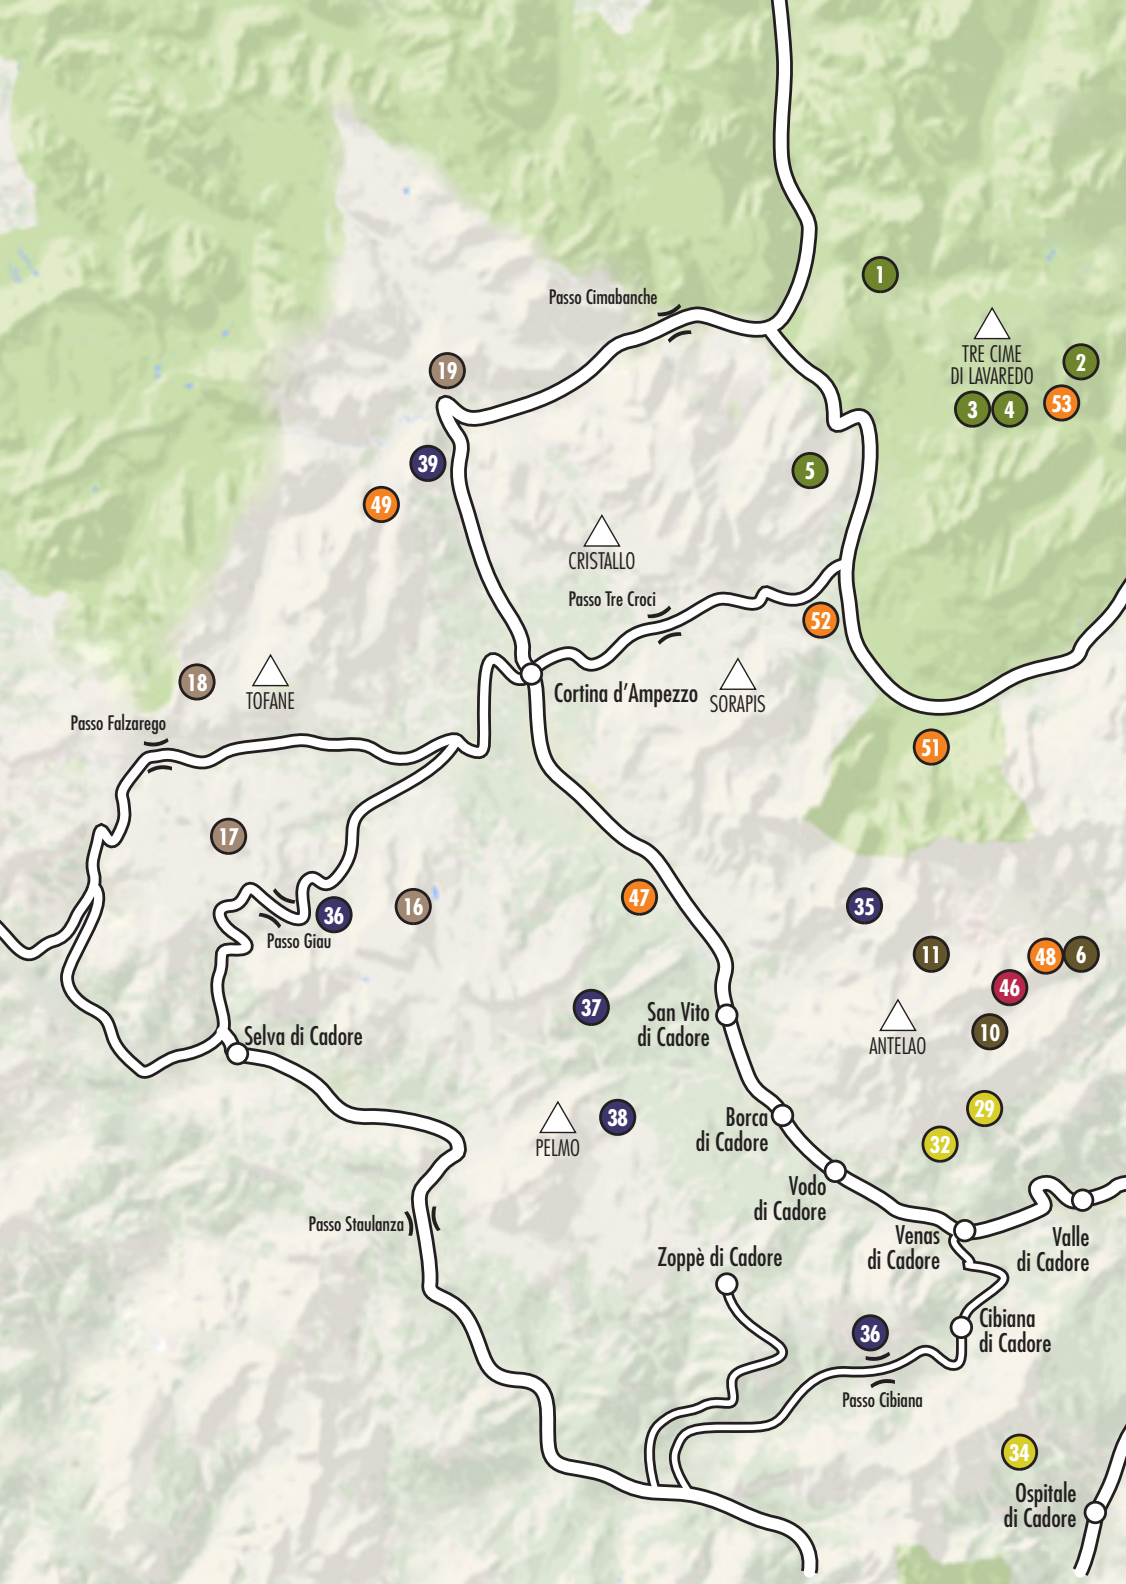 1
Passo Cimabanche
TRE CIME
DI LAVAREDO
2
3
4
53
19
39
5
49
CRISTALLO
Passo Tre Croci
52
18
TOFANE
Cortina d'Ampezzo
SORAPIS
Passo Falzarego
51
17
47
35
36
16
Passo Giau
11
48
6
46
37
San Vito
di Cadore
10
ANTELAO
Selva di Cadore
29
PELMO
38
Borca
di Cadore
32
Vodo
di Cadore
Passo Staulanza
Venas
di Cadore
Valle
di Cadore
Zoppè di Cadore
36
Cibiana
di Cadore
Passo Cibiana
34
Ospitale
di Cadore